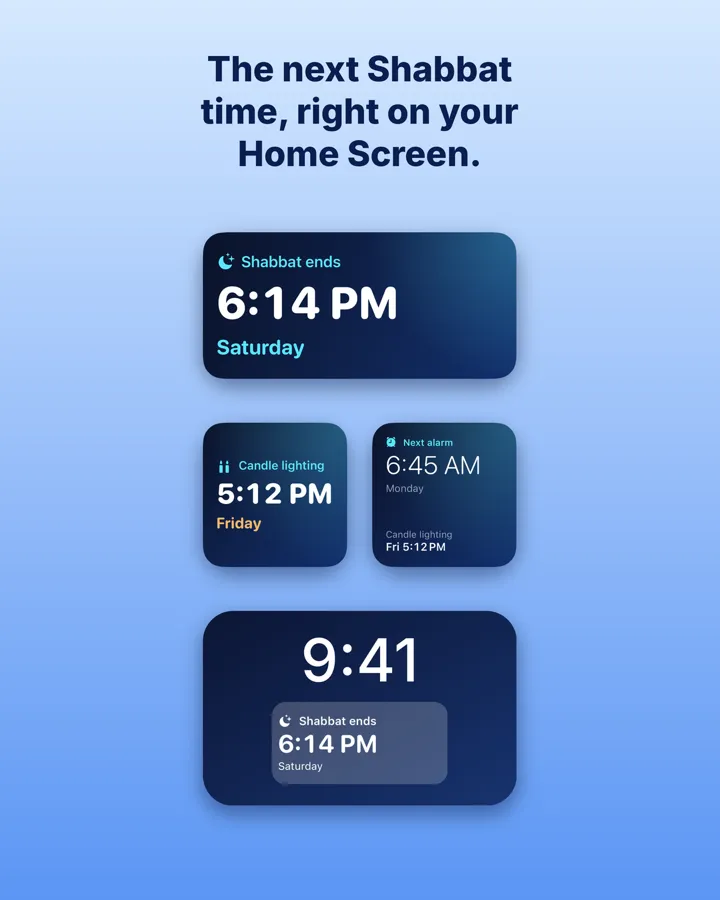 The next Shabbat
time, right on your
Home Screen.
Shabbat ends
6:14 PM
Saturday
Candle lighting
5:12 PM
Friday
Next alarm
6:45 AM
Monday
Candle lighting
Fri 5:12 PM
9:41
Shabbat ends
6:14 PM
Saturday